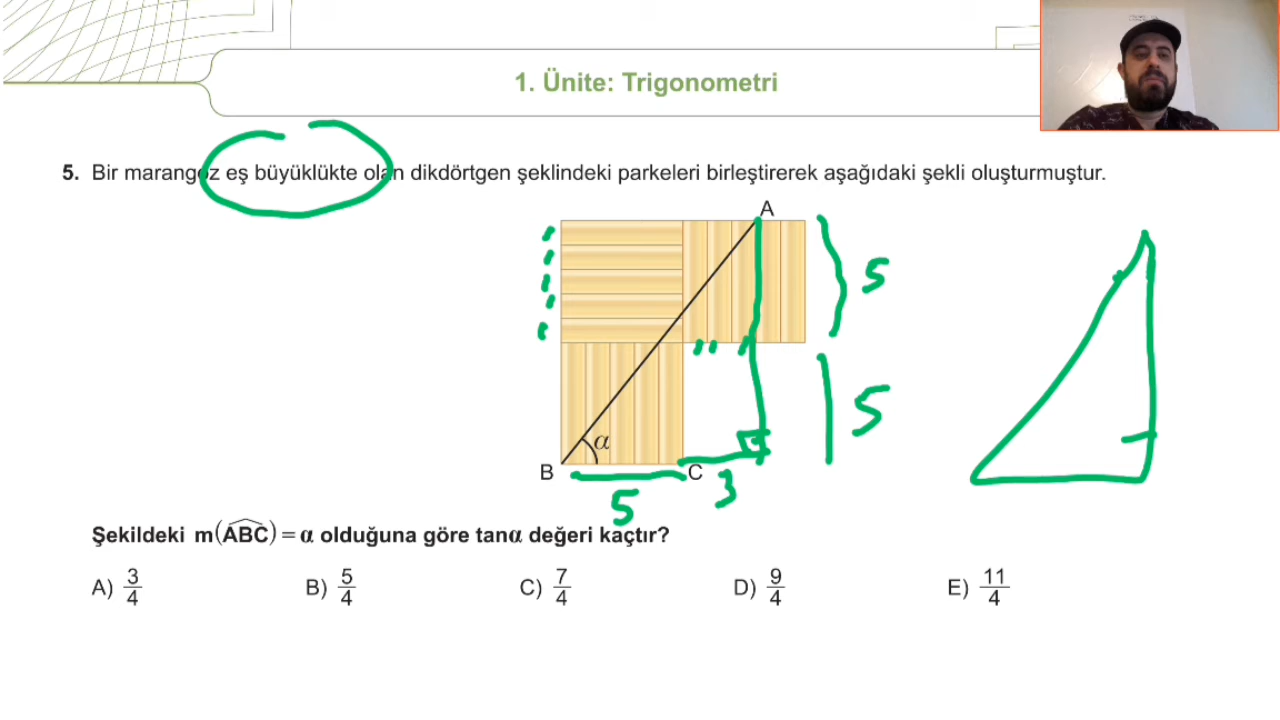 1. Ünite: Trigonometri
5. Bir marangoz eş büyüklükte olan dikdörtgen şeklindeki parkeleri birleştirerek aşağıdaki şekli oluşturmuştur.
A
5
5
α
B
C
3
5
Şekildeki m(ABC) = α olduğuna göre tanα değeri kaçtır?
A) 3/4 B) 5/4 C) 7/4 D) 9/4 E) 11/4